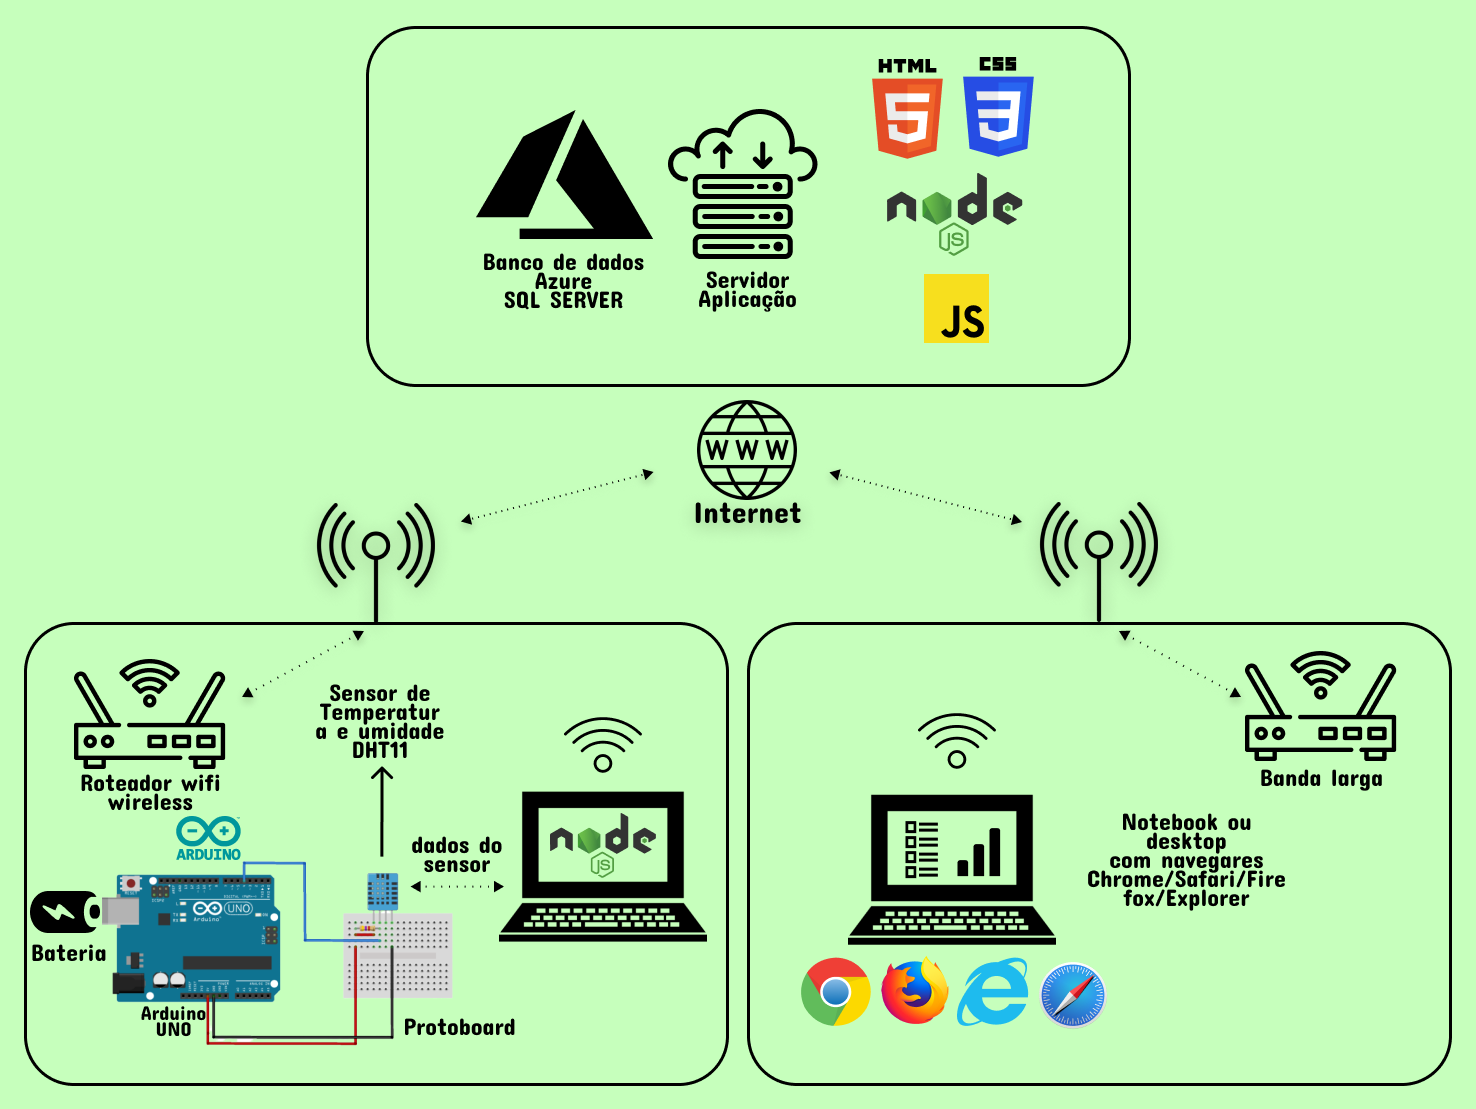 HTML
CSS
node
JS
JS
Banco de dados
Azure
SQL SERVER
Servidor
Aplicação
WWW
Internet
Roteador wifi
wireless
ARDUINO
Sensor de
Temperatur
a e umidade
DHT11
dados do
sensor
node
JS
Bateria
UNO
Arduino
Arduino
UNO
Protoboard
Banda larga
Notebook ou
desktop
com navegares
Chrome/Safari/Fire
fox/Explorer